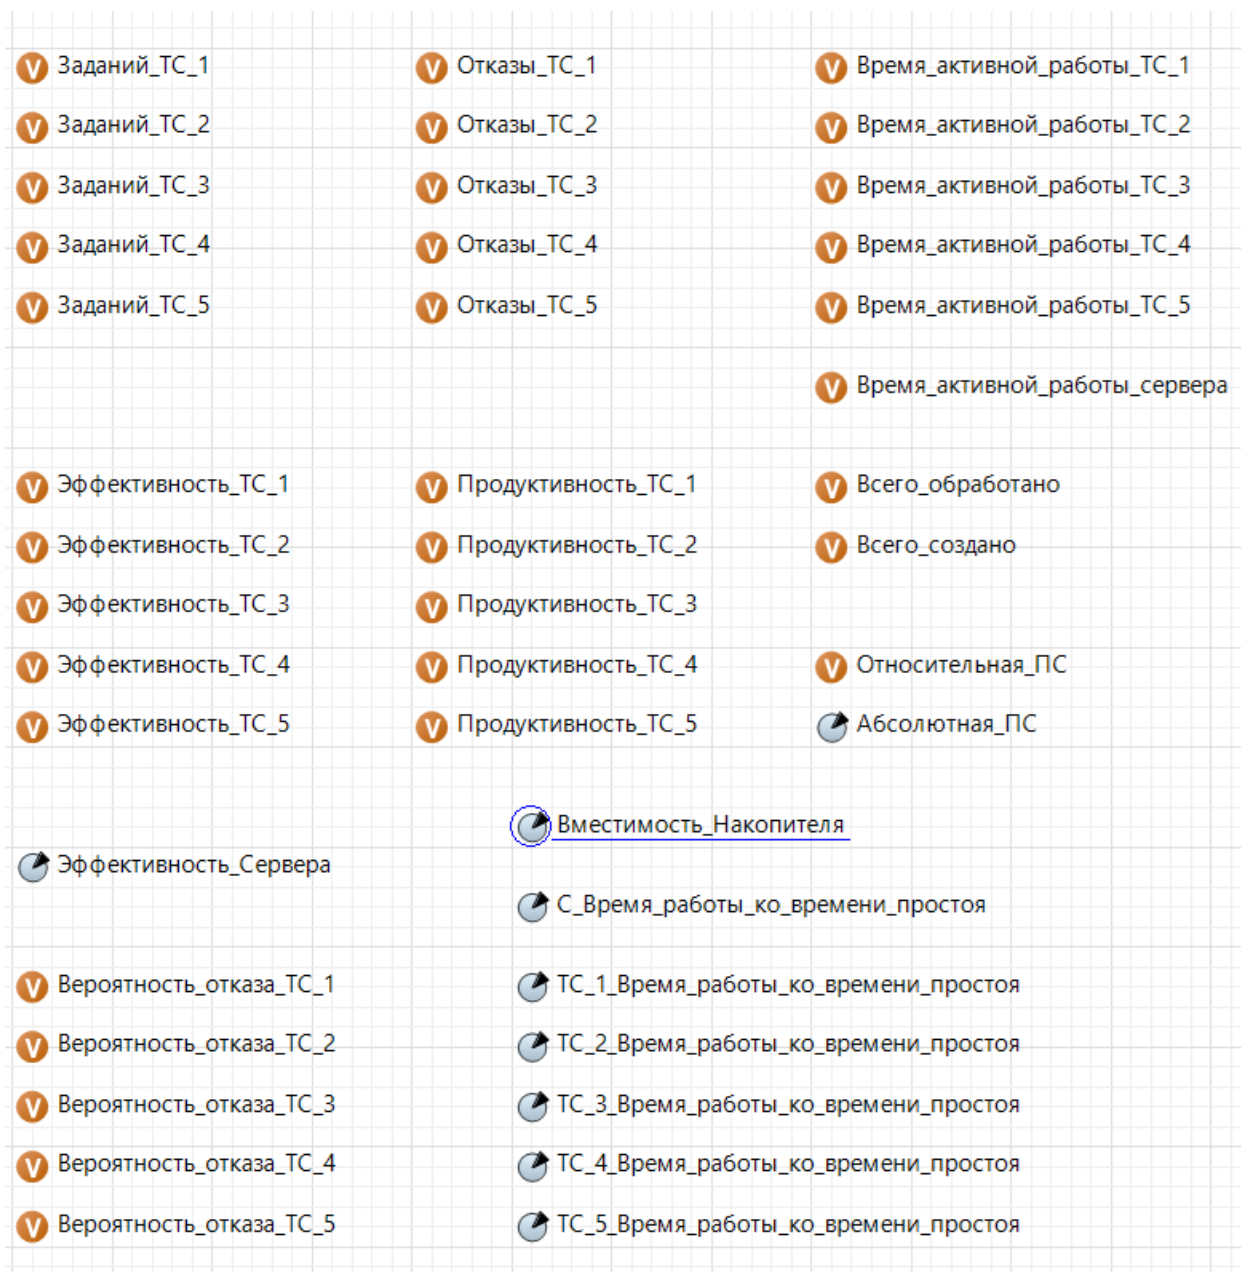 Заданий_ТС_1 Отказы_ТС_1 Время_активной_работы_ТС_1
Заданий_ТС_2 Отказы_ТС_2 Время_активной_работы_ТС_2
Заданий_ТС_3 Отказы_ТС_3 Время_активной_работы_ТС_3
Заданий_ТС_4 Отказы_ТС_4 Время_активной_работы_ТС_4
Заданий_ТС_5 Отказы_ТС_5 Время_активной_работы_ТС_5
Время_активной_работы_сервера
Эффективность_ТС_1 Продуктивность_ТС_1 Всего_обработано
Эффективность_ТС_2 Продуктивность_ТС_2 Всего_создано
Эффективность_ТС_3 Продуктивность_ТС_3
Эффективность_ТС_4 Продуктивность_ТС_4 Относительная_ПС
Эффективность_ТС_5 Продуктивность_ТС_5 Абсолютная_ПС
Вместимость_Накопителя
Эффективность_Сервера
С_Время_работы_ко_времени_простоя
Вероятность_отказа_ТС_1 ТС_1_Время_работы_ко_времени_простоя
Вероятность_отказа_ТС_2 ТС_2_Время_работы_ко_времени_простоя
Вероятность_отказа_ТС_3 ТС_3_Время_работы_ко_времени_простоя
Вероятность_отказа_ТС_4 ТС_4_Время_работы_ко_времени_простоя
Вероятность_отказа_ТС_5 ТС_5_Время_работы_ко_времени_простоя